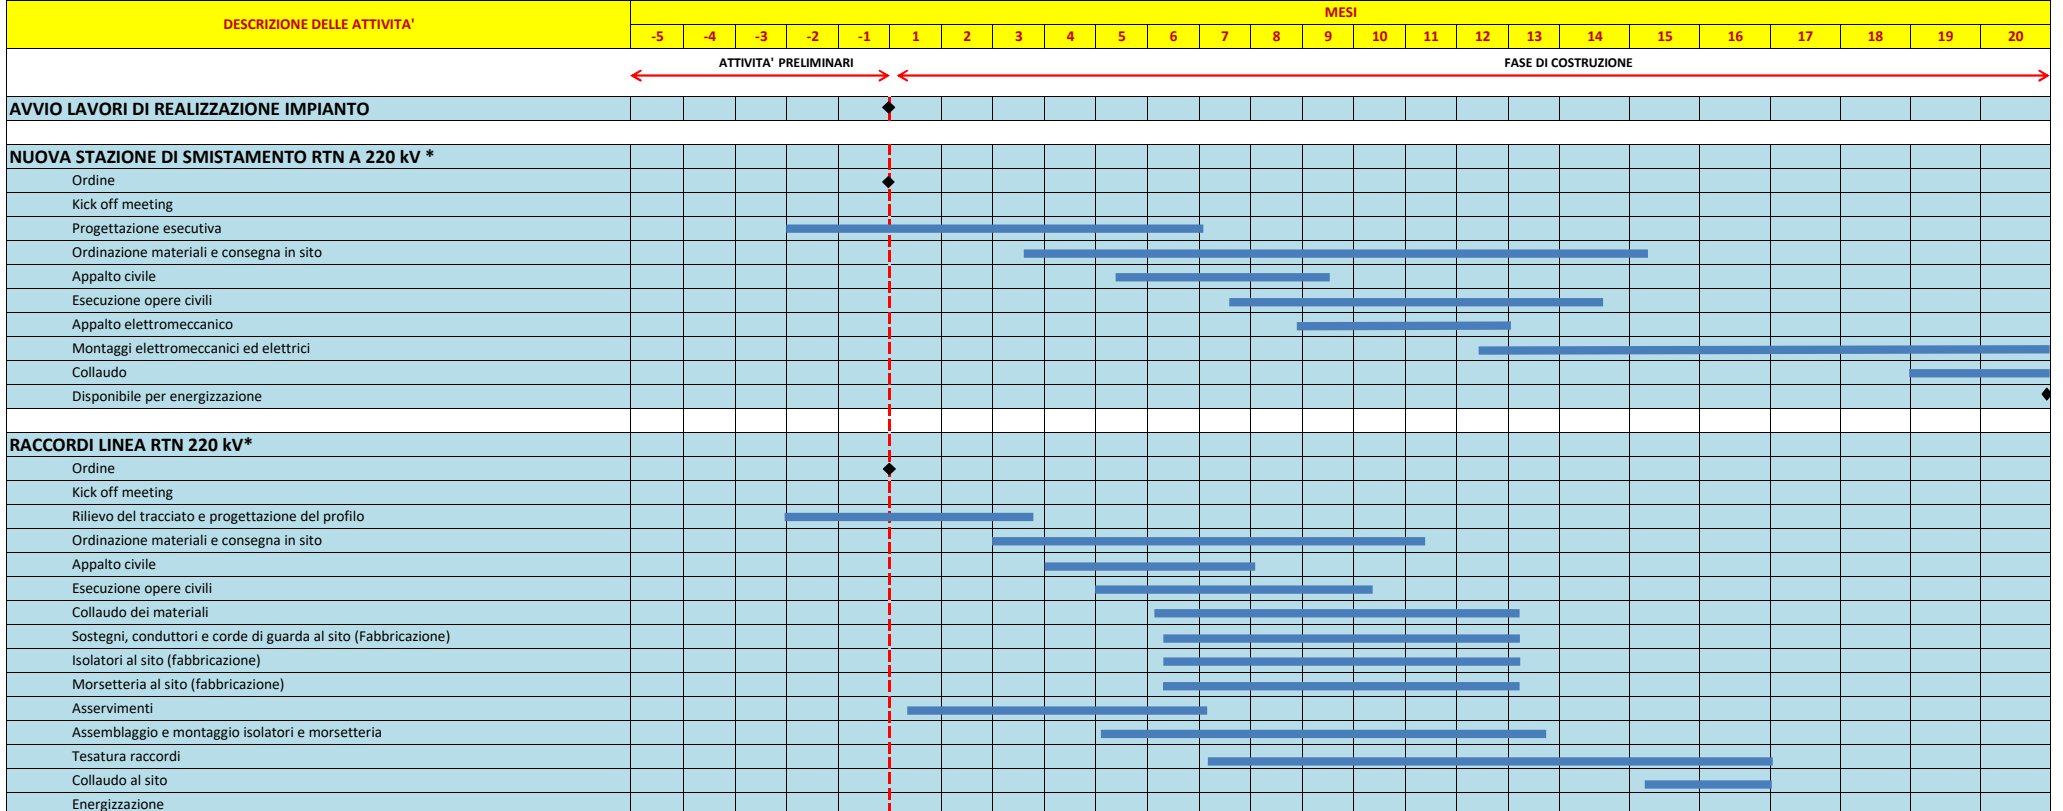 DESCRIZIONE DELLE ATTIVITA'
MESI
-5 -4 -3 -2 -1 1 2 3 4 5 6 7 8 9 10 11 12 13 14 15 16 17 18 19 20
ATTIVITA' PRELIMINARI FASE DI COSTRUZIONE
AVVIO LAVORI DI REALIZZAZIONE IMPIANTO
NUOVA STAZIONE DI SMISTAMENTO RTN A 220 kV *
Ordine
Kick off meeting
Progettazione esecutiva
Ordinazione materiali e consegna in sito
Appalto civile
Esecuzione opere civili
Appalto elettromeccanico
Montaggi elettromeccanici ed elettrici
Collaudo
Disponibile per energizzazione
RACCORDI LINEA RTN 220 kV*
Ordine
Kick off meeting
Rilievo del tracciato e progettazione del profilo
Ordinazione materiali e consegna in sito
Appalto civile
Esecuzione opere civili
Collaudo dei materiali
Sostegni, conduttori e corde di guarda al sito (Fabbricazione)
Isolatori al sito (fabbricazione)
Morsetteria al sito (fabbricazione)
Asservimenti
Assemblaggio e montaggio isolatori e morsetteria
Tesatura raccordi
Collaudo al sito
Energizzazione